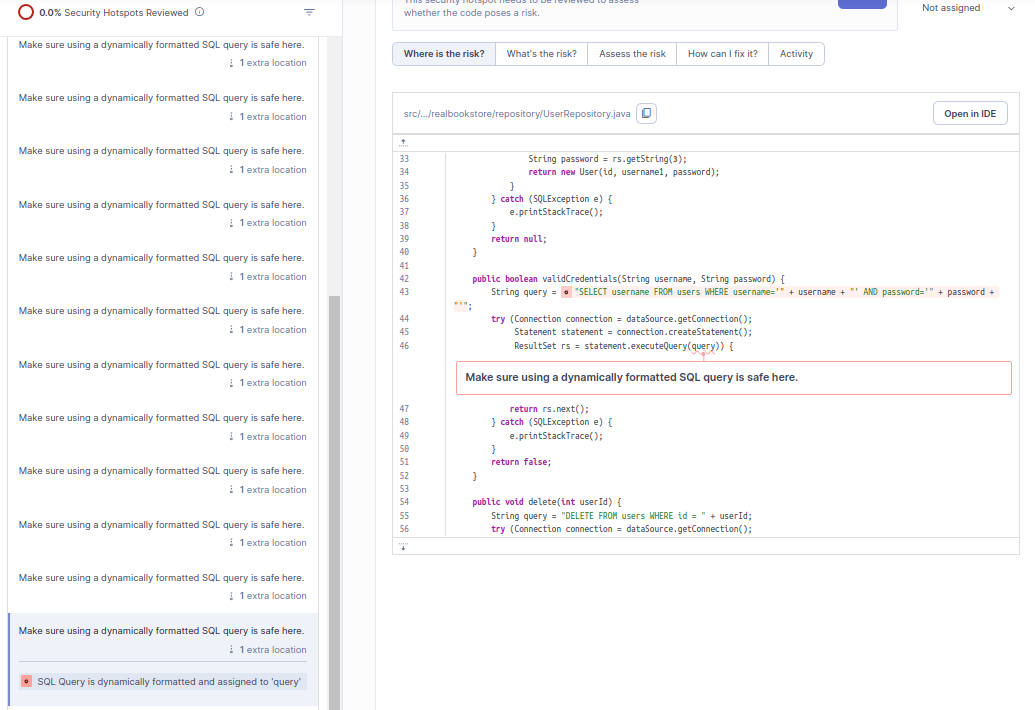 0.0% Security Hotspots Reviewed
Make sure using a dynamically formatted SQL query is safe here.
1 extra location
Make sure using a dynamically formatted SQL query is safe here.
1 extra location
Make sure using a dynamically formatted SQL query is safe here.
1 extra location
Make sure using a dynamically formatted SQL query is safe here.
1 extra location
Make sure using a dynamically formatted SQL query is safe here.
1 extra location
Make sure using a dynamically formatted SQL query is safe here.
1 extra location
Make sure using a dynamically formatted SQL query is safe here.
1 extra location
Make sure using a dynamically formatted SQL query is safe here.
1 extra location
Make sure using a dynamically formatted SQL query is safe here.
1 extra location
Make sure using a dynamically formatted SQL query is safe here.
1 extra location
Make sure using a dynamically formatted SQL query is safe here.
1 extra location
Make sure using a dynamically formatted SQL query is safe here.
1 extra location
SQL Query is dynamically formatted and assigned to 'query'
This security hotspot needs to be reviewed to assess
whether the code poses a risk.
Not assigned
Where is the risk? What's the risk? Assess the risk How can I fix it? Activity
src/.../realbookstore/repository/UserRepository.java Open in IDE
33 String password = rs.getString(3);
34 return new User(id, username1, password);
35 }
36 } catch (SQLException e) {
37 e.printStackTrace();
38 }
39 return null;
40 }
41
42 public boolean validCredentials(String username, String password) {
43 String query = "SELECT username FROM users WHERE username='" + username + "' AND password='" + password +
"'";
44 try (Connection connection = dataSource.getConnection();
45 Statement statement = connection.createStatement();
46 ResultSet rs = statement.executeQuery(query)) {
Make sure using a dynamically formatted SQL query is safe here.
47 return rs.next();
48 } catch (SQLException e) {
49 e.printStackTrace();
50 }
51 return false;
52 }
53
54 public void delete(int userId) {
55 String query = "DELETE FROM users WHERE id = " + userId;
56 try (Connection connection = dataSource.getConnection();